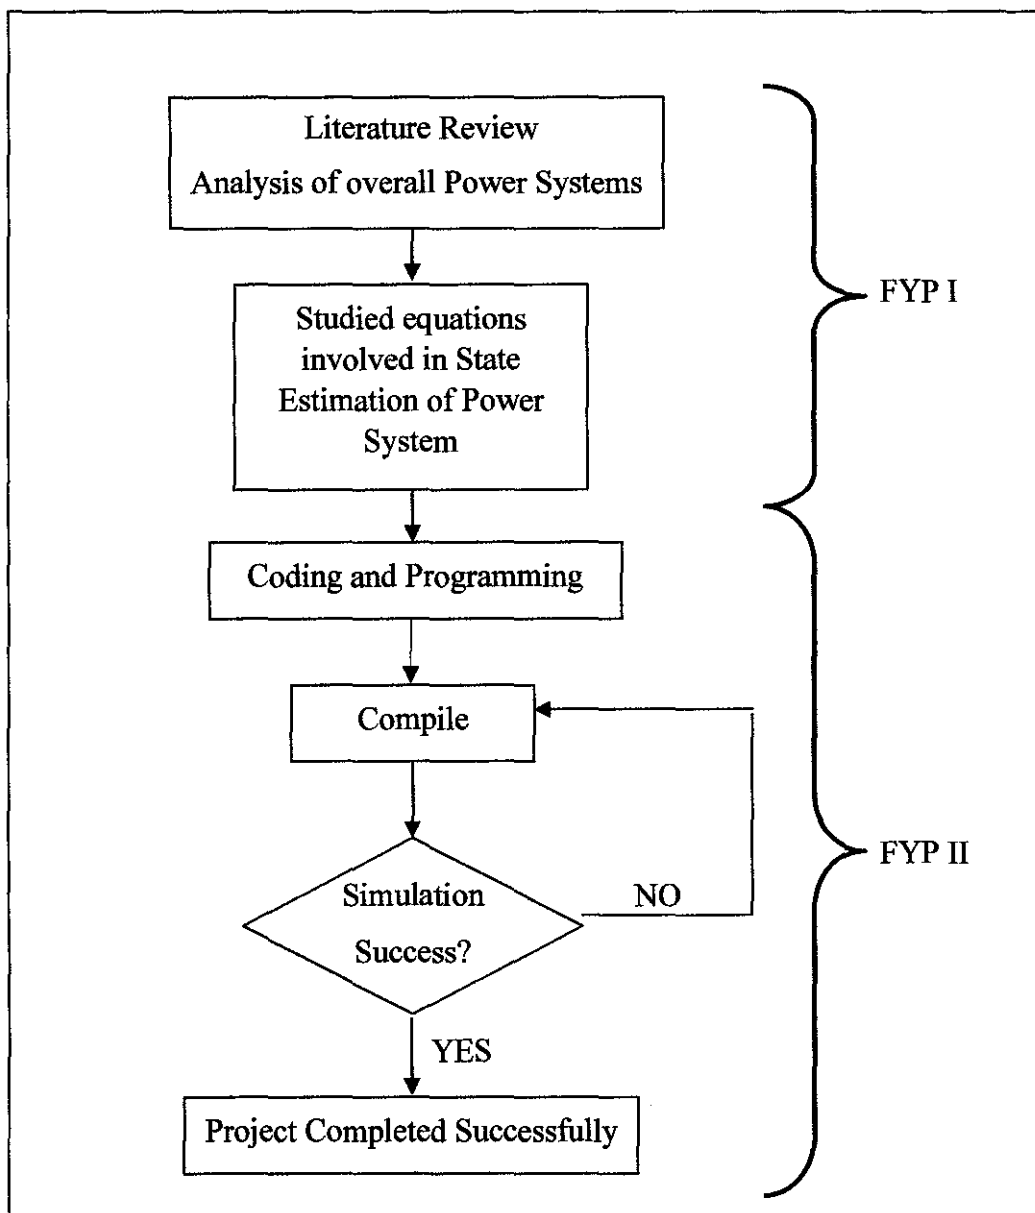 Literature Review
Analysis of overall Power Systems
FYP I
Studied equations
involved in State
Estimation of Power
System
Coding and Programming
Compile
FYP II
Simulation
Success?
NO
YES
Project Completed Successfully